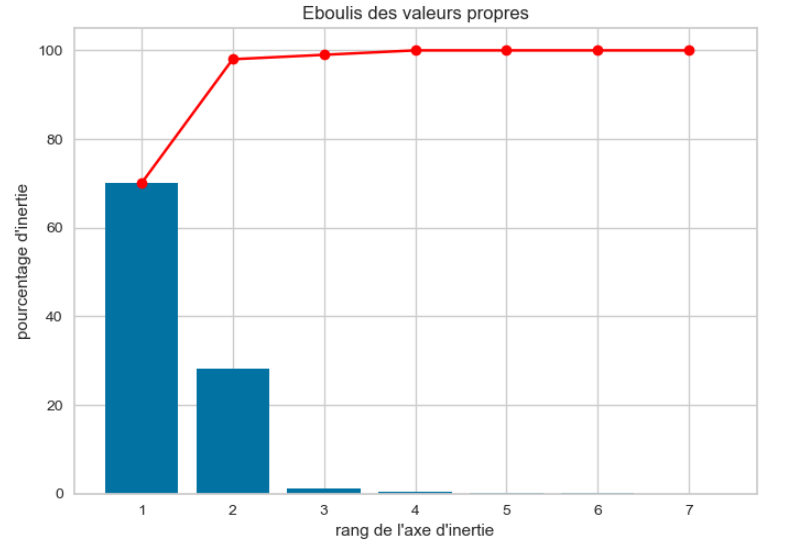 Eboulis des valeurs propres
pourcentage d'inertie
100
80
60
40
20
0
1 2 3 4 5 6 7
rang de l'axe d'inertie